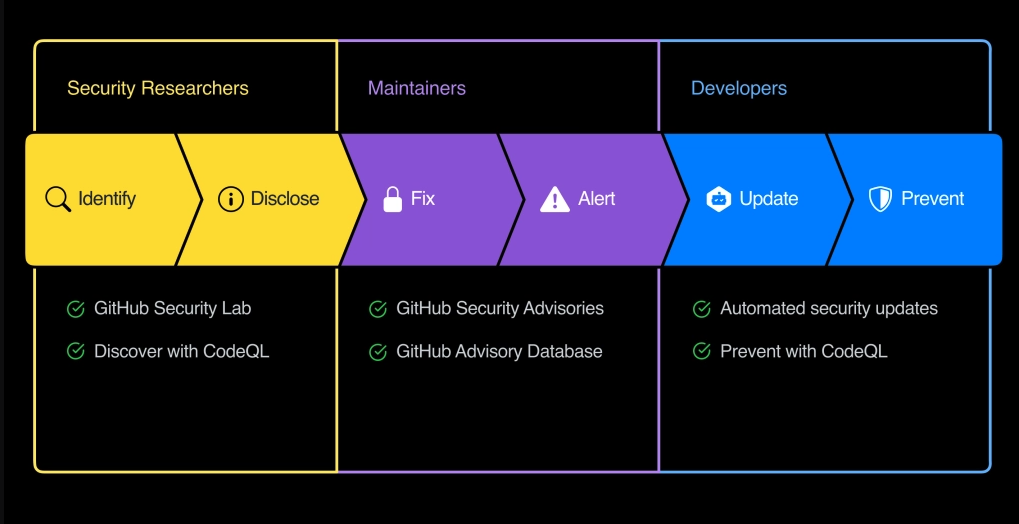 Security Researchers
Maintainers
Developers
Identify
Disclose
Fix
Alert
Update
Prevent
GitHub Security Lab
Discover with CodeQL
GitHub Security Advisories
GitHub Advisory Database
Automated security updates
Prevent with CodeQL